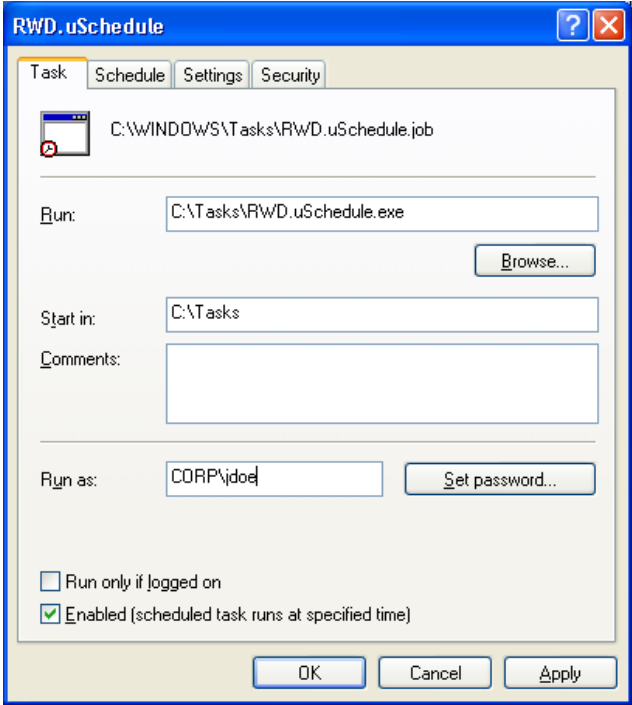 RWD.uSchedule
Task Schedule Settings Security
C:\WINDOWS\Tasks\RWD.uSchedule.job
Run: C:\Tasks\RWD.uSchedule.exe
Browse...
Start in: C:\Tasks
Comments:
Run as: CORP\jdoe Set password...
Run only if logged on
Enabled (scheduled task runs at specified time)
OK Cancel Apply